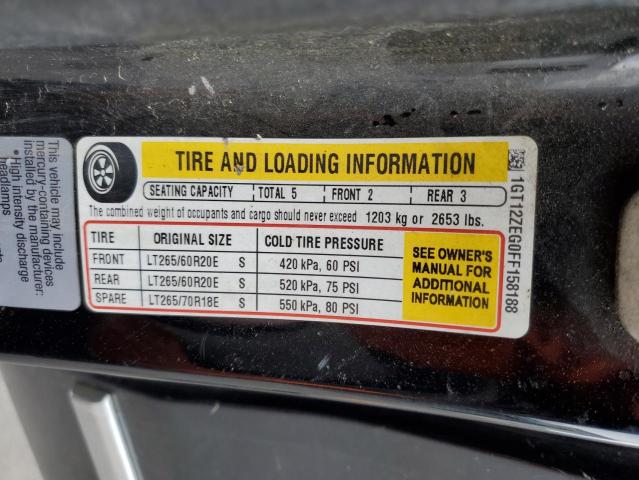 This vehicle may include
mercury-containing devices
installed by the manufacturer:
• High intensity discharge
headlamps
TIRE AND LOADING INFORMATION
SEATING CAPACITY TOTAL 5 FRONT 2 REAR 3
The combined weight of occupants and cargo should never exceed 1203 kg or 2653 lbs.
TIRE ORIGINAL SIZE COLD TIRE PRESSURE
FRONT LT265/60R20E S 420 kPa, 60 PSI
REAR LT265/60R20E S 520 kPa, 75 PSI
SPARE LT265/70R18E S 550 kPa, 80 PSI
SEE OWNER'S
MANUAL FOR
ADDITIONAL
INFORMATION
1GT12ZEG0FF158188